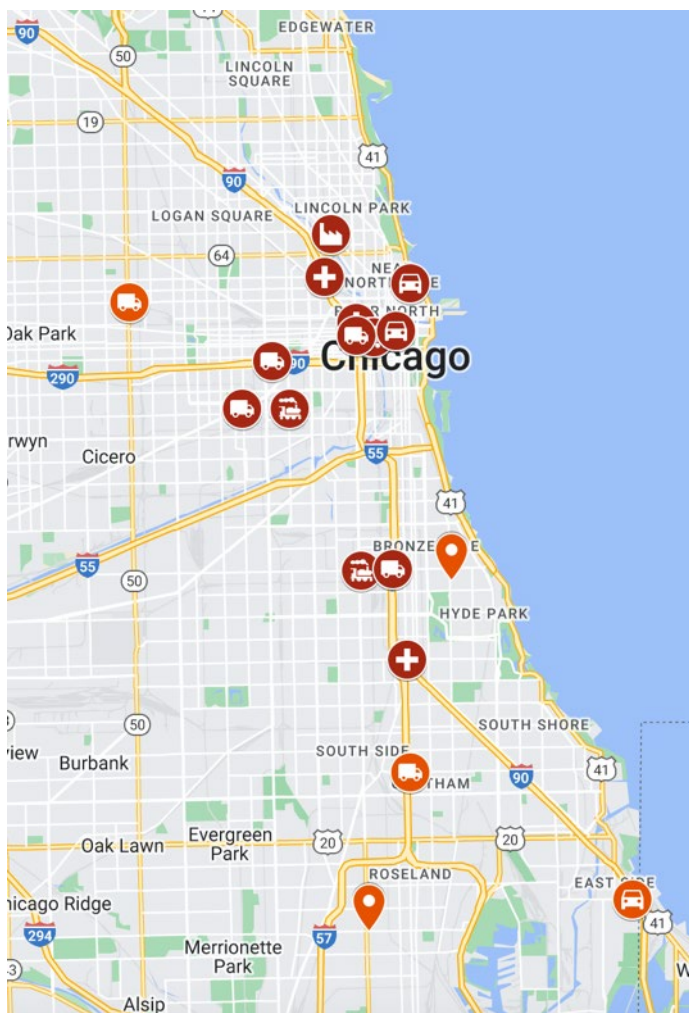 EDGEWATER
90
50
LINCOLN
SQUARE
19
41
90
LOGAN SQUARE
LINCOLN PARK
64
Oak Park
Chicago
290
90
rwyn
Cicero
55
41
55
50
HYDE PARK
50
SOUTH SHORE
SOUTH SIDE
Burbank
90
41
Oak Lawn
Evergreen
Park
20
20
ROSELAND
EAST SIDE
hicago Ridge
294
57
41
Merrionette
Park
W
Alsip